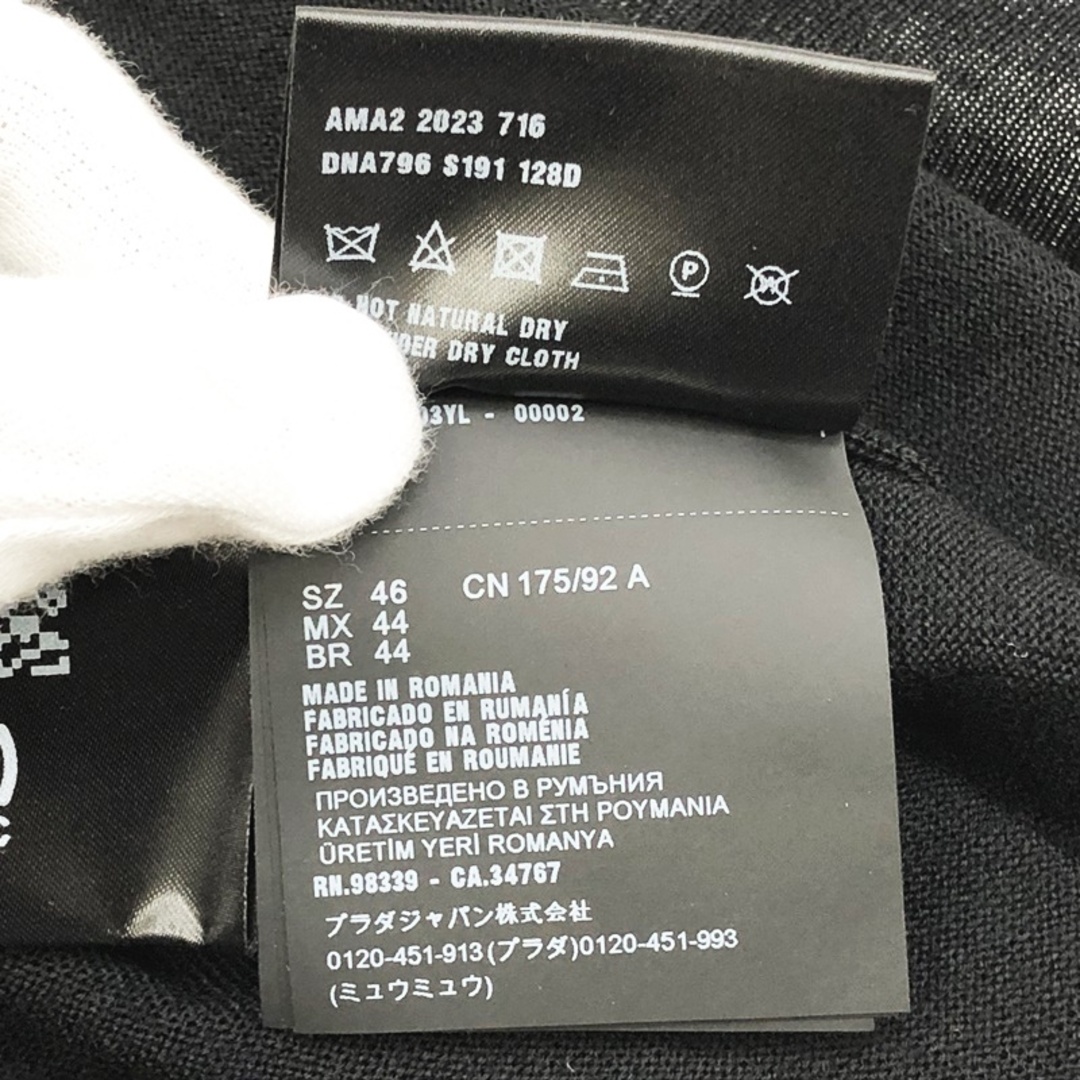 AMA2 2023 716
DNA796 S191 128D
P
W
NOT NATURAL DRY
DRY CLOTH
03YL - 00002
SZ 46 CN 175/92 A
MX 44
BR 44
MADE IN ROMANIA
FABRICADO EN RUMANÍA
FABRICADO NA ROMÉNIA
FABRIQUÉ EN ROUMANIE
ПРОИЗВЕДЕНО В РУМЪНИЯ
ΚΑΤΑΣΚΕΥΑΖΕΤΑΙ ΣΤΗ ΡΟΥΜΑΝΙΑ
ÜRETİM YERİ ROMANYA
RN.98339 - CA.34767
プラダジャパン株式会社
0120-451-913(プラダ)0120-451-993
(ミュウミュウ)